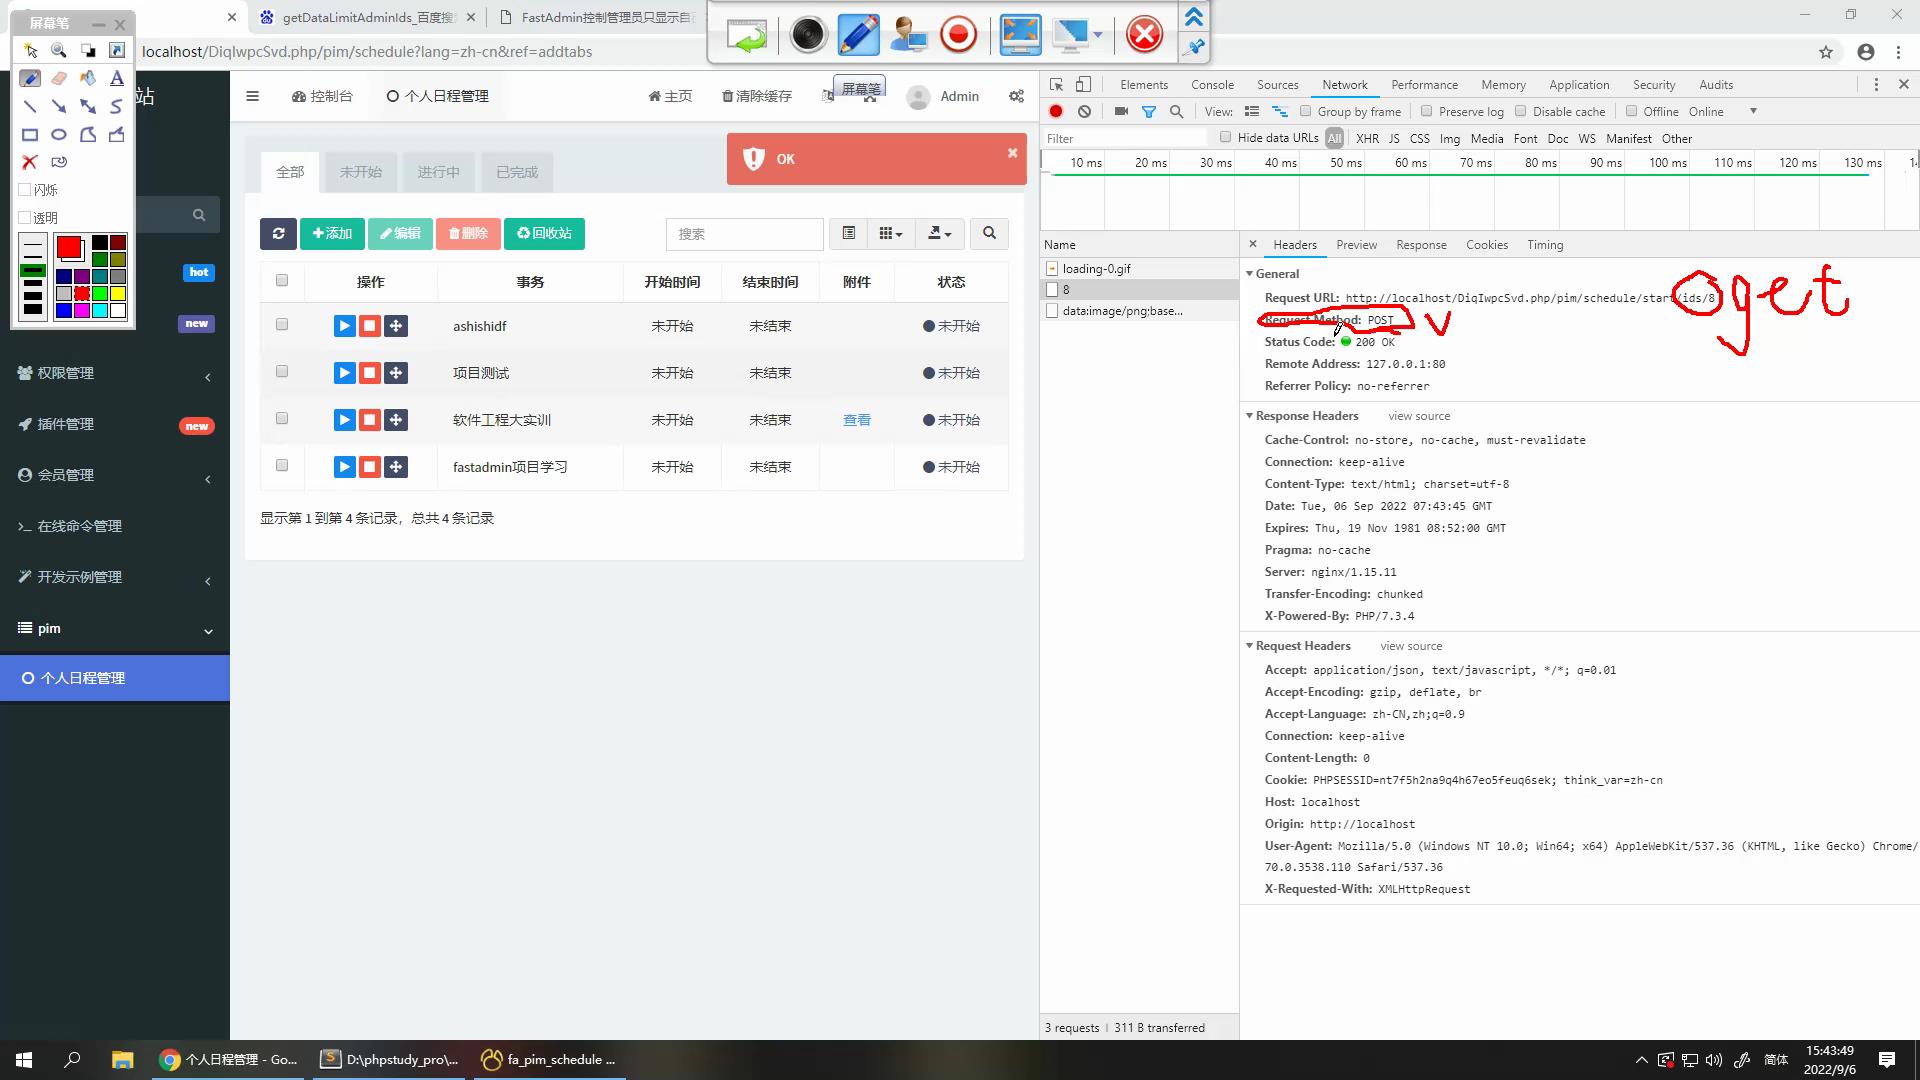 屏幕笔
getDataLimitAdminIds_百度搜
FastAdmin控制管理员只显示自
localhost/DiqIwpcSvd.php/pim/schedule?lang=zh-cn&ref=addtabs
A
站
闪烁
透明
控制台
个人日程管理
主页
清除缓存
屏幕笔
Admin
hot
new
权限管理
插件管理
new
会员管理
在线命令管理
开发示例管理
pim
个人日程管理
全部
未开始
进行中
已完成
OK
添加
编辑
删除
回收站
搜索
操作 事务 开始时间 结束时间 附件 状态
ashishidf 未开始 未结束 未开始
项目测试 未开始 未结束 未开始
软件工程大实训 未开始 未结束 查看 未开始
fastadmin项目学习 未开始 未结束 未开始
显示第 1 到第 4 条记录，总共 4 条记录
Elements Console Sources Network Performance Memory Application Security Audits
View: Group by frame Preserve log Disable cache Offline Online
Filter Hide data URLs All XHR JS CSS Img Media Font Doc WS Manifest Other
10 ms 20 ms 30 ms 40 ms 50 ms 60 ms 70 ms 80 ms 90 ms 100 ms 110 ms 120 ms 130 ms
Name
loading-0.gif
8
data:image/png;base...
Headers Preview Response Cookies Timing
General
Request URL: http://localhost/DiqIwpcSvd.php/pim/schedule/start/ids/8
get
Request Method: POST
v
Status Code: 200 OK
Remote Address: 127.0.0.1:80
Referrer Policy: no-referrer
Response Headers view source
Cache-Control: no-store, no-cache, must-revalidate
Connection: keep-alive
Content-Type: text/html; charset=utf-8
Date: Tue, 06 Sep 2022 07:43:45 GMT
Expires: Thu, 19 Nov 1981 08:52:00 GMT
Pragma: no-cache
Server: nginx/1.15.11
Transfer-Encoding: chunked
X-Powered-By: PHP/7.3.4
Request Headers view source
Accept: application/json, text/javascript, */*; q=0.01
Accept-Encoding: gzip, deflate, br
Accept-Language: zh-CN,zh;q=0.9
Connection: keep-alive
Content-Length: 0
Cookie: PHPSESSID=nt7f5h2na9q4h67eo5feuq6sek; think_var=zh-cn
Host: localhost
Origin: http://localhost
User-Agent: Mozilla/5.0 (Windows NT 10.0; Win64; x64) AppleWebKit/537.36 (KHTML, like Gecko) Chrome/
70.0.3538.110 Safari/537.36
X-Requested-With: XMLHttpRequest
3 requests | 311 B transferred
个人日程管理 - Go...
D:\phpstudy_pro\...
fa_pim_schedule ...
简体
15:43:49
2022/9/6